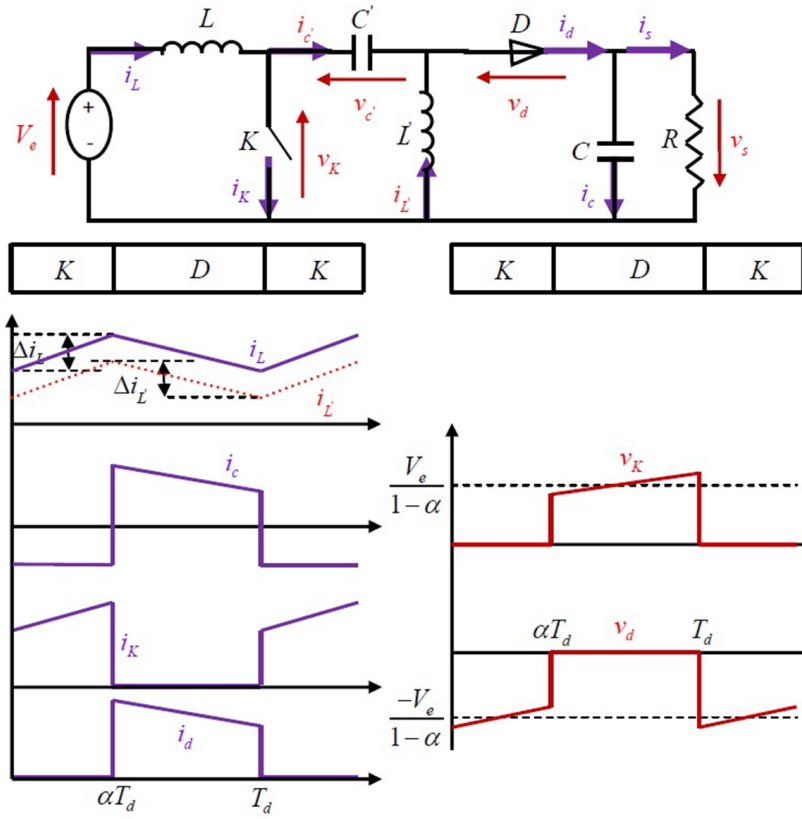 L
i_c'
C'
D
i_d
i_s
i_L
+
-
V_e
K
v_K
v_c'
L'
v_d
C
R
v_s
i_K
i_L'
i_c
K D K
K D K
Δi_L
i_L
Δi_L'
i_L'
i_c
i_K
i_d
αT_d T_d
V_e
1-α
v_K
αT_d v_d T_d
-V_e
1-α